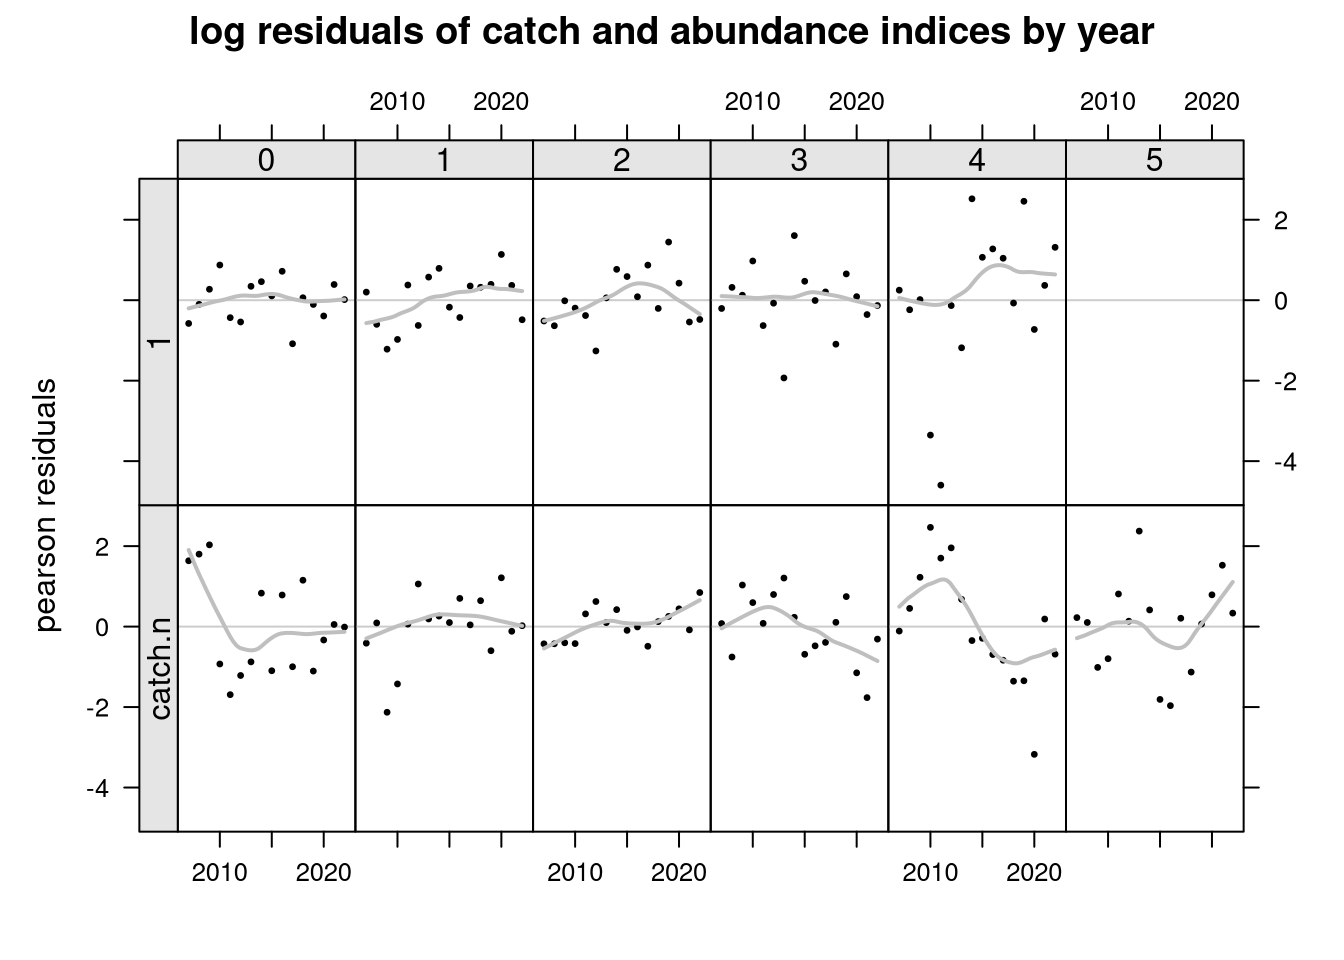 log residuals of catch and abundance indices by year
2010 2020 2010 2020 2010 2020
0 1 2 3 4 5
1
2
0
-2
-4
pearson residuals
catch.n
2
0
-2
-4
2010 2020 2010 2020 2010 2020